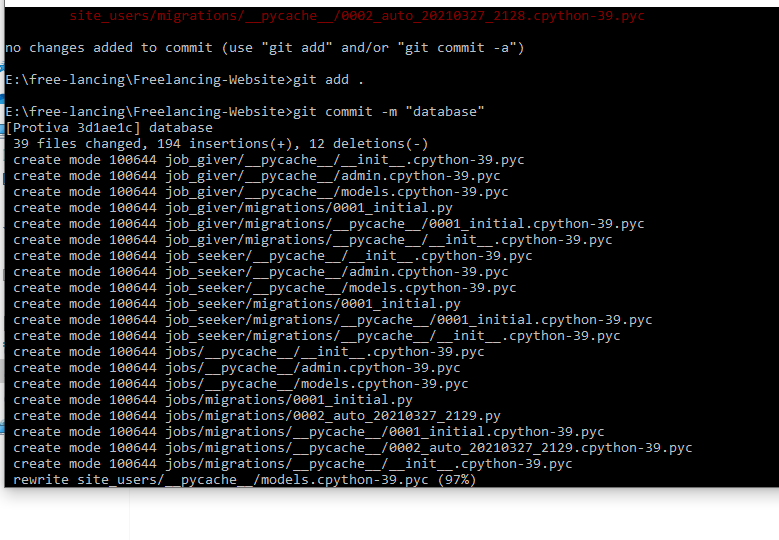 site_users/migrations/__pycache__/0002_auto_20210327_2128.cpython-39.pyc
no changes added to commit (use "git add" and/or "git commit -a")
E:\free-lancing\Freelancing-Website>git add .
E:\free-lancing\Freelancing-Website>git commit -m "database"
[Protiva 3d1ae1c] database
39 files changed, 194 insertions(+), 12 deletions(-)
create mode 100644 job_giver/__pycache__/__init__.cpython-39.pyc
create mode 100644 job_giver/__pycache__/admin.cpython-39.pyc
create mode 100644 job_giver/__pycache__/models.cpython-39.pyc
create mode 100644 job_giver/migrations/0001_initial.py
create mode 100644 job_giver/migrations/__pycache__/0001_initial.cpython-39.pyc
create mode 100644 job_giver/migrations/__pycache__/__init__.cpython-39.pyc
create mode 100644 job_seeker/__pycache__/__init__.cpython-39.pyc
create mode 100644 job_seeker/__pycache__/admin.cpython-39.pyc
create mode 100644 job_seeker/__pycache__/models.cpython-39.pyc
create mode 100644 job_seeker/migrations/0001_initial.py
create mode 100644 job_seeker/migrations/__pycache__/0001_initial.cpython-39.pyc
create mode 100644 job_seeker/migrations/__pycache__/__init__.cpython-39.pyc
create mode 100644 jobs/__pycache__/__init__.cpython-39.pyc
create mode 100644 jobs/__pycache__/admin.cpython-39.pyc
create mode 100644 jobs/__pycache__/models.cpython-39.pyc
create mode 100644 jobs/migrations/0001_initial.py
create mode 100644 jobs/migrations/0002_auto_20210327_2129.py
create mode 100644 jobs/migrations/__pycache__/0001_initial.cpython-39.pyc
create mode 100644 jobs/migrations/__pycache__/0002_auto_20210327_2129.cpython-39.pyc
create mode 100644 jobs/migrations/__pycache__/__init__.cpython-39.pyc
rewrite site_users/__pycache__/models.cpython-39.pyc (97%)